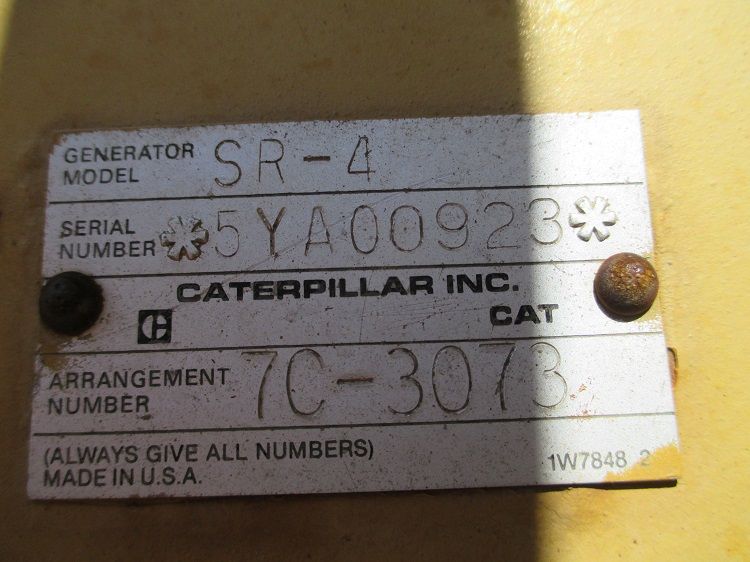 GENERATOR MODEL SR-4
SERIAL NUMBER *5YA00923*
CATERPILLAR INC.
CAT
ARRANGEMENT NUMBER 7C-3073
(ALWAYS GIVE ALL NUMBERS)
MADE IN U.S.A. 1W7848 2